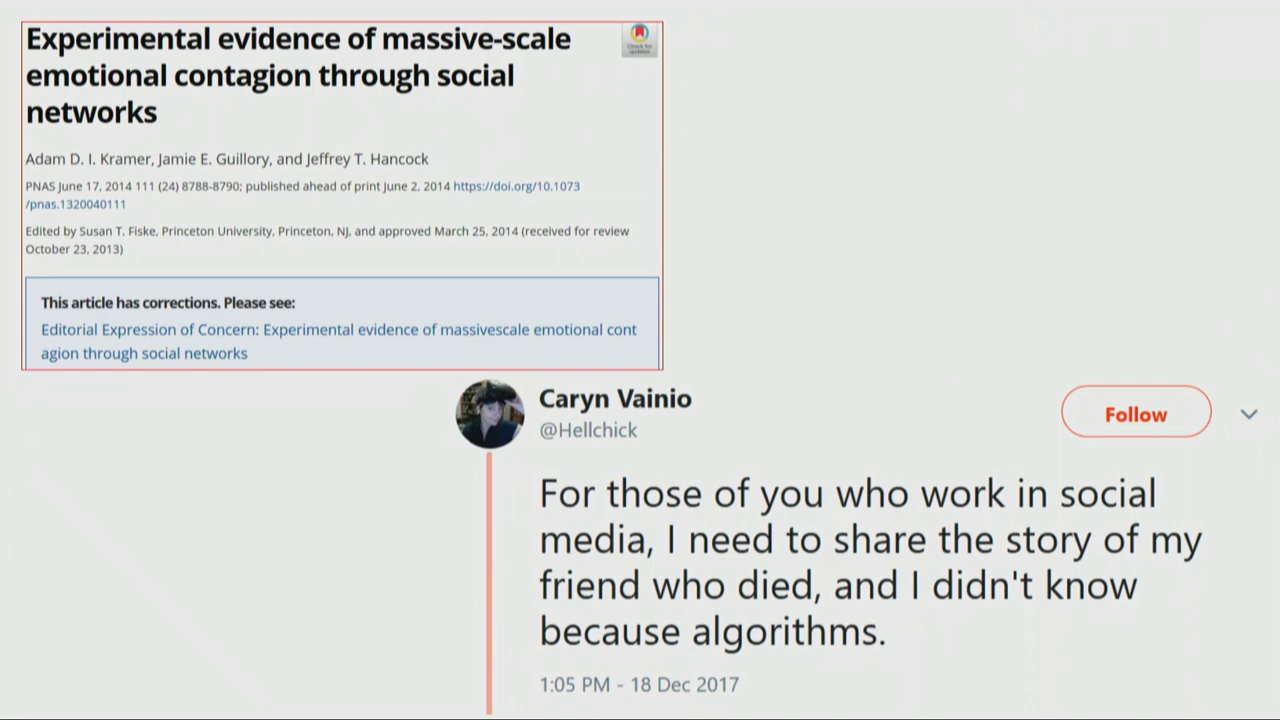 Experimental evidence of massive-scale
emotional contagion through social
networks
Check for
updates
Adam D. I. Kramer, Jamie E. Guillory, and Jeffrey T. Hancock
PNAS June 17, 2014 111 (24) 8788-8790; published ahead of print June 2, 2014 https://doi.org/10.1073
/pnas.1320040111
Edited by Susan T. Fiske, Princeton University, Princeton, NJ, and approved March 25, 2014 (received for review
October 23, 2013)
This article has corrections. Please see:
Editorial Expression of Concern: Experimental evidence of massivescale emotional cont
agion through social networks
Caryn Vainio
@Hellchick
Follow
For those of you who work in social
media, I need to share the story of my
friend who died, and I didn't know
because algorithms.
1:05 PM - 18 Dec 2017